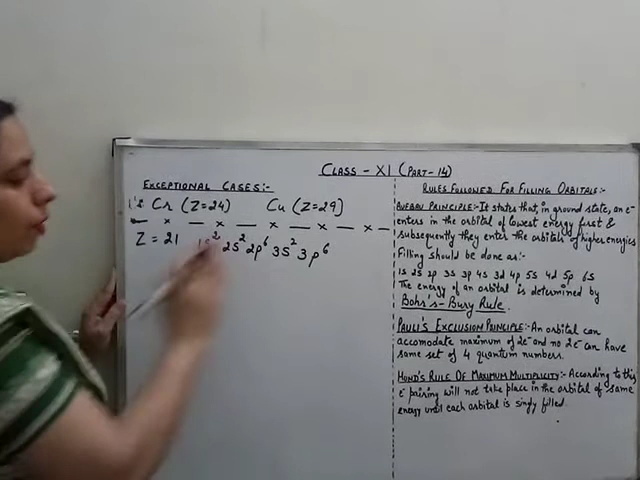 CLASS - XI (PART-14)
EXCEPTIONAL CASES:-
Cr (Z=24) Cu (Z=29)
Z = 21 1s² 2s² 2p⁶ 3s² 3p⁶
RULES FOLLOWED FOR FILLING ORBITALS:-
PRINCIPLE:- It states that, in ground state, an e⁻
enters in the orbital of lowest energy first &
subsequently they enter the orbitals of higher energies
Filling should be done as:-
1s 2s 2p 3s 3p 4s 3d 4p 5s 4d 5p 6s
The energy of an orbital is determined by
Bohr's-Bury Rule.
PAULI'S EXCLUSION PRINCIPLE:- An orbital can
accomodate maximum of 2e⁻ and no 2e⁻ can have
same set of 4 quantum numbers.
HUND'S RULE OF MAXIMUM MULTIPLICITY:- According to this
e⁻ pairing will not take place in the orbital of same
energy until each orbital is singly filled.